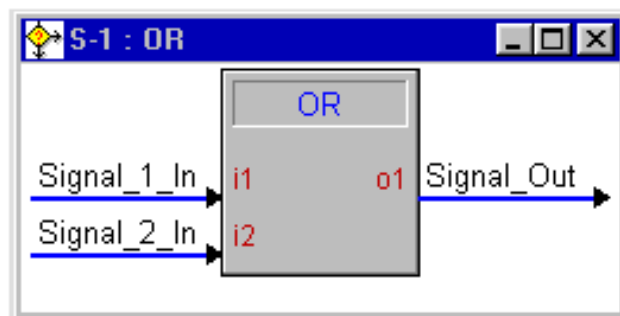 S-1 : OR
OR
Signal_1_In i1 o1 Signal_Out
Signal_2_In i2